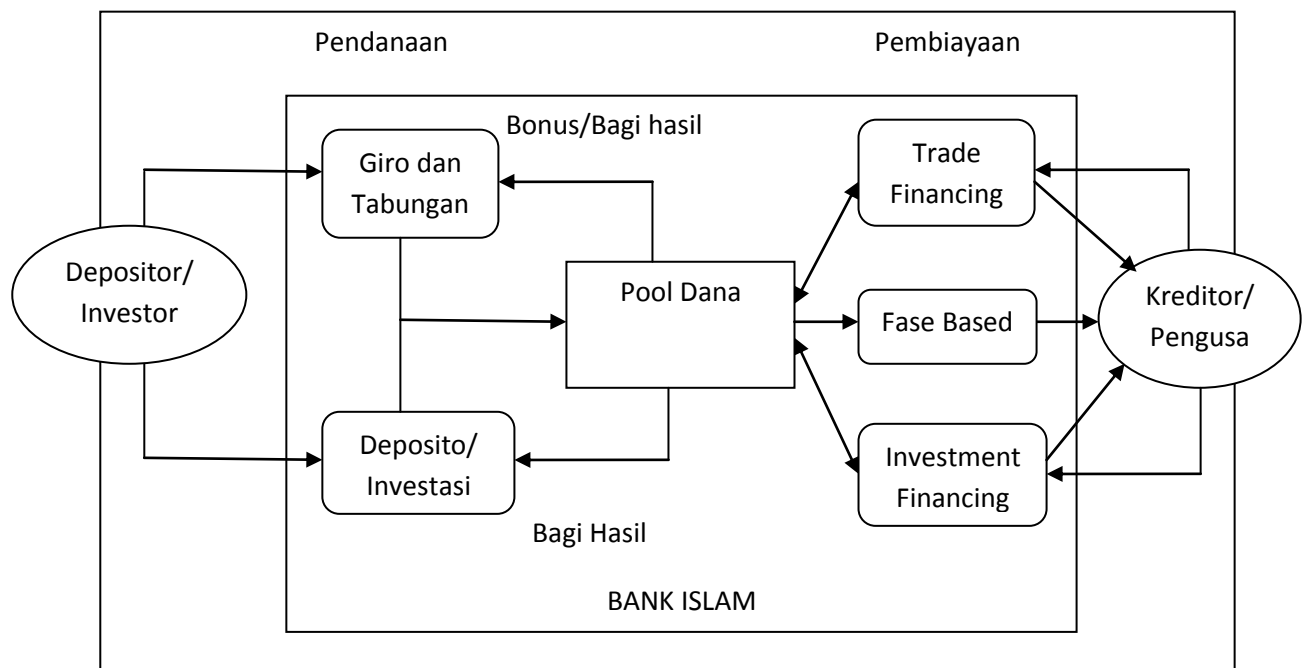 Pendanaan
Pembiayaan
Bonus/Bagi hasil
Giro dan
Tabungan
Trade
Financing
Depositor/
Investor
Pool Dana
Fase Based
Kreditor/
Pengusa
Deposito/
Investasi
Investment
Financing
Bagi Hasil
BANK ISLAM